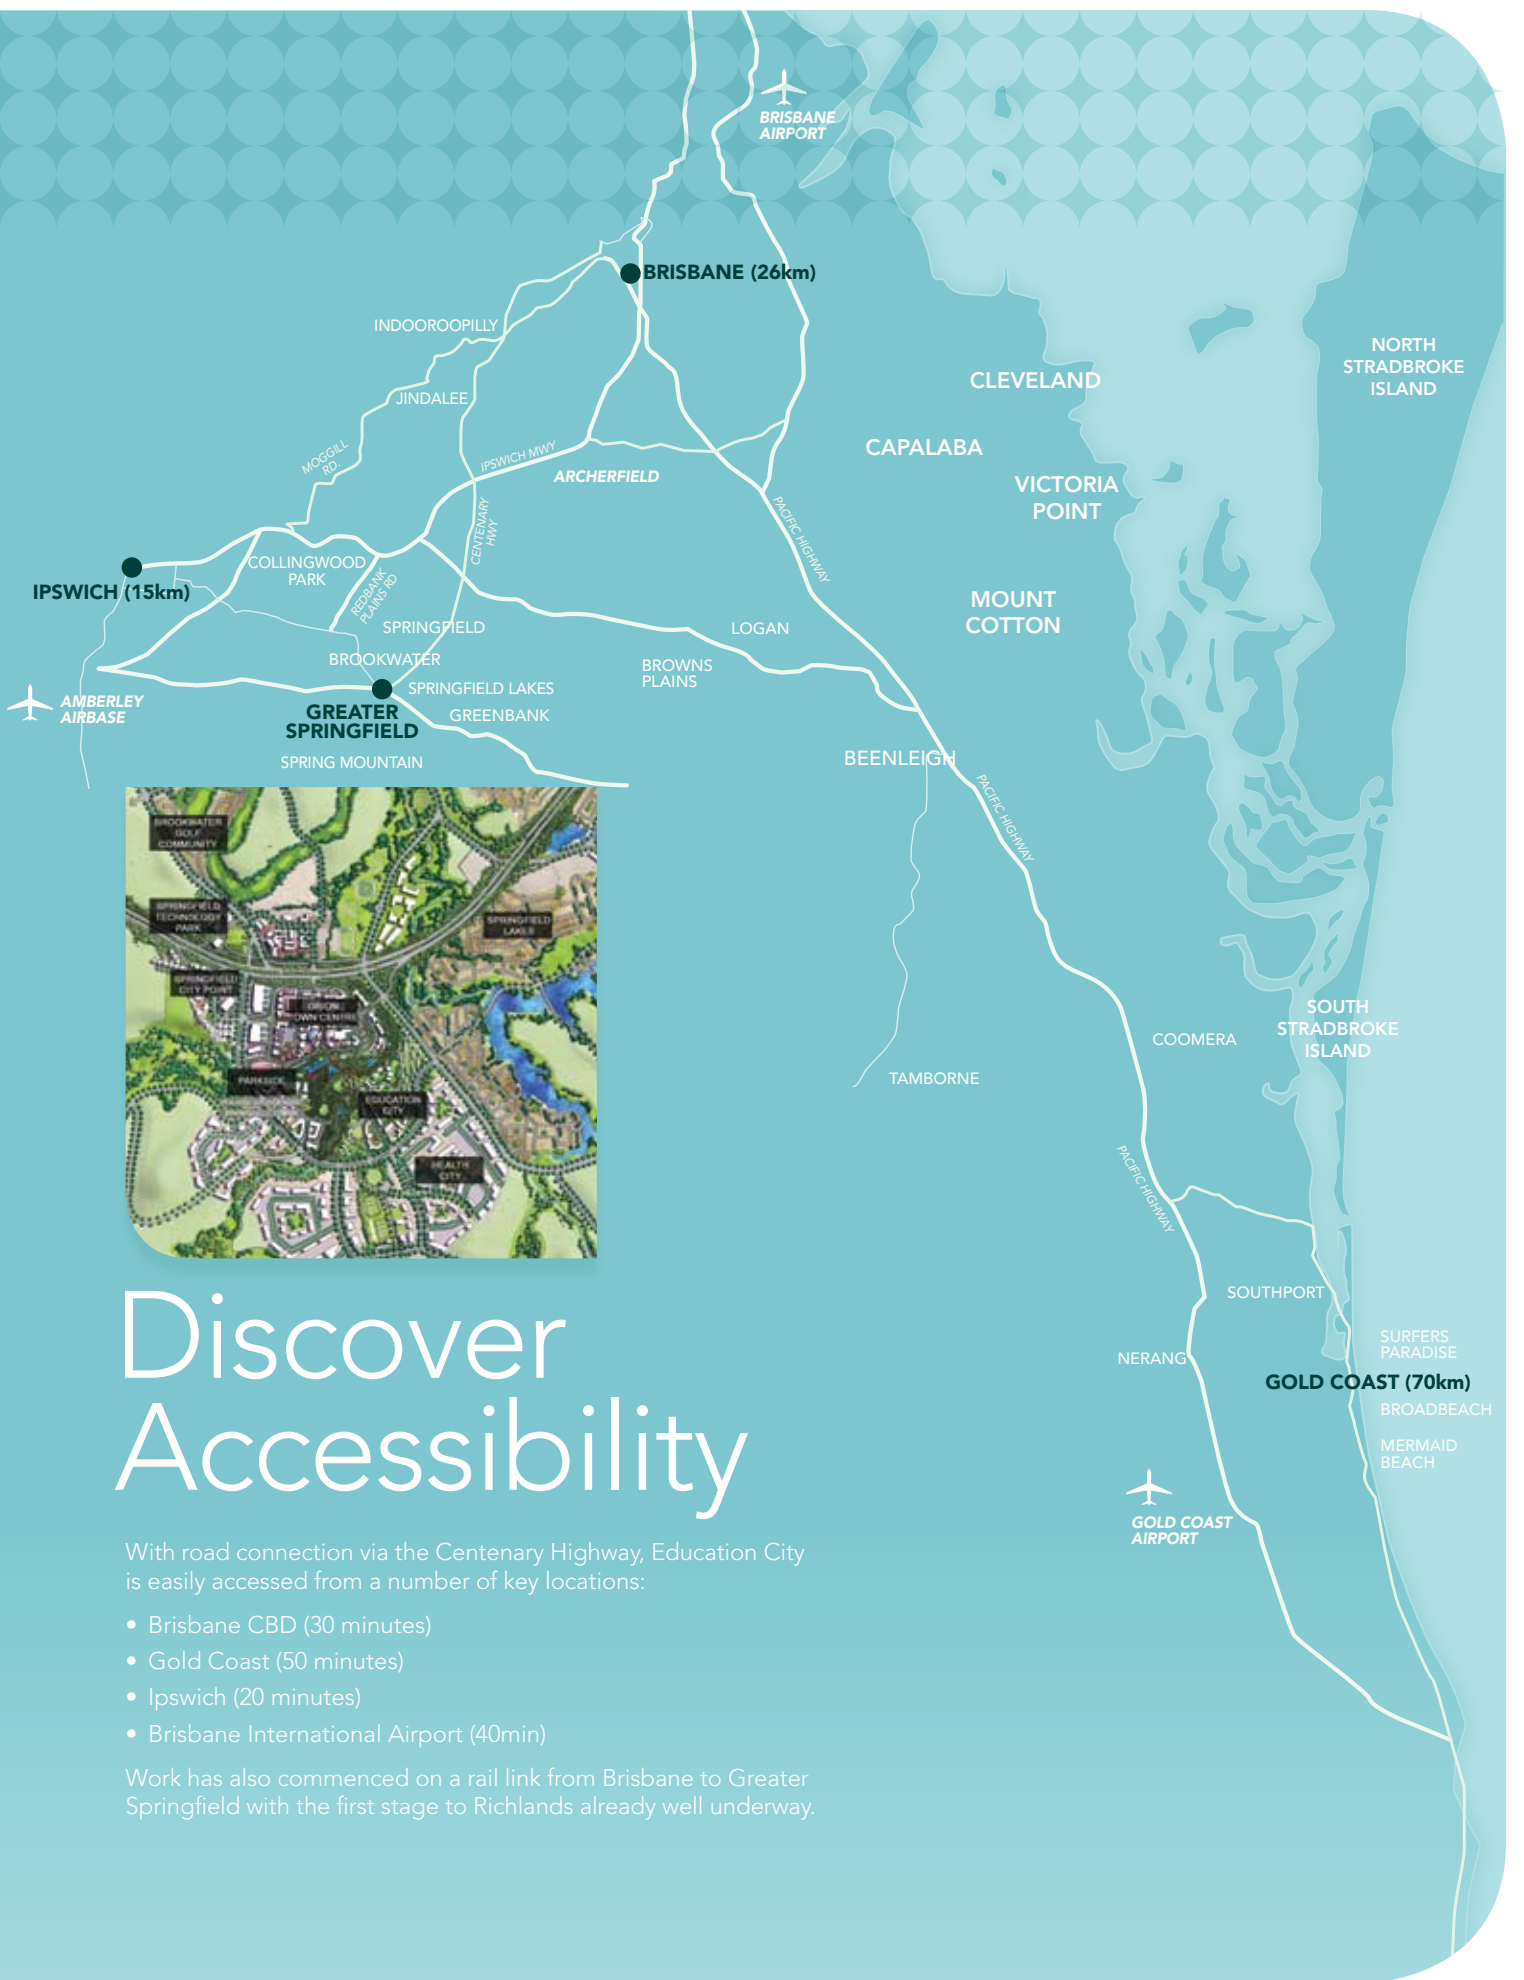 BRISBANE
AIRPORT
BRISBANE (26km)
INDOOROOPILLY
NORTH
STRADBROKE
ISLAND
CLEVELAND
JINDALEE
CAPALABA
MOGGILL
RD.
IPSWICH MWY
ARCHERFIELD
VICTORIA
POINT
PACIFIC HIGHWAY
CENTENARY
HWY
COLLINGWOOD
PARK
IPSWICH (15km)
REDBANK
PLAINS RD
MOUNT
COTTON
SPRINGFIELD
LOGAN
BROOKWATER
BROWNS
PLAINS
SPRINGFIELD LAKES
AMBERLEY
AIRBASE
GREATER
SPRINGFIELD
GREENBANK
SPRING MOUNTAIN
BEENLEIGH
PACIFIC HIGHWAY
BROOKWATER
GOLF
COMMUNITY
SPRINGFIELD
TECHNOLOGY
PARK
SPRINGFIELD
LAKES
SPRINGFIELD
CITY POINT
ORION
TOWN CENTRE
PARKSIDE
EDUCATION
CITY
HEALTH
CITY
SOUTH
STRADBROKE
ISLAND
COOMERA
TAMBORNE
PACIFIC HIGHWAY
SOUTHPORT
SURFERS
PARADISE
NERANG
GOLD COAST (70km)
BROADBEACH
MERMAID
BEACH
GOLD COAST
AIRPORT
Discover
Accessibility
With road connection via the Centenary Highway, Education City
is easily accessed from a number of key locations:
• Brisbane CBD (30 minutes)
• Gold Coast (50 minutes)
• Ipswich (20 minutes)
• Brisbane International Airport (40min)
Work has also commenced on a rail link from Brisbane to Greater
Springfield with the first stage to Richlands already well underway.